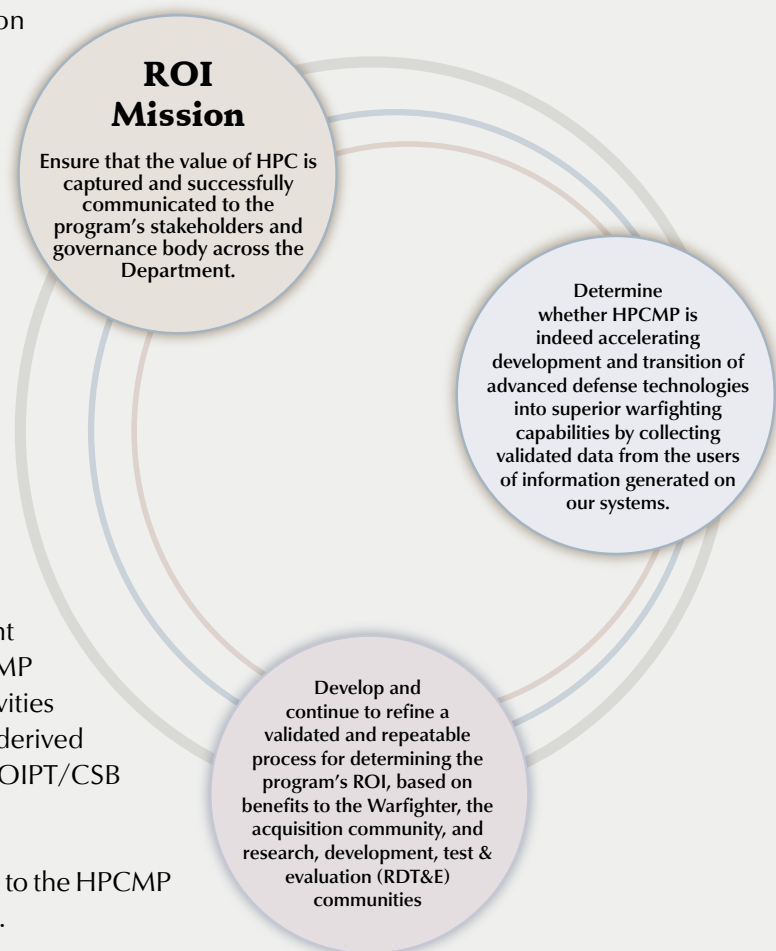 on
ROI
Mission
Ensure that the value of HPC is
captured and successfully
communicated to the
program's stakeholders and
governance body across the
Department.
Determine
whether HPCMP is
indeed accelerating
development and transition of
advanced defense technologies
into superior warfighting
capabilities by collecting
validated data from the users
of information generated on
our systems.
nt
MP
vities
derived
OIPT/CSB
to the HPCMP
.
Develop and
continue to refine a
validated and repeatable
process for determining the
program's ROI, based on
benefits to the Warfighter, the
acquisition community, and
research, development, test &
evaluation (RDT&E)
communities